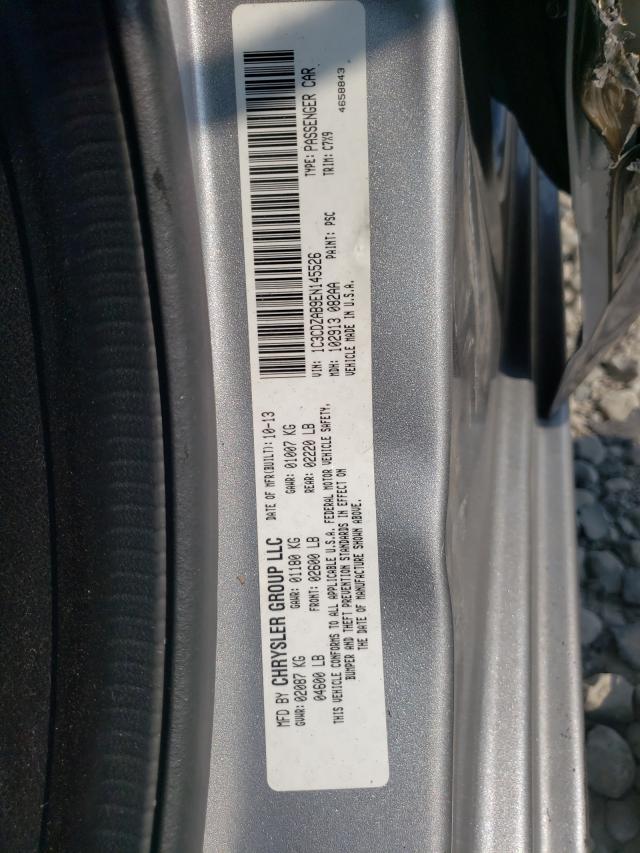 MFD BY CHRYSLER GROUP LLC DATE OF MFR(BUILT): 10-13
GVWR: 02087 KG GAWR: 01180 KG GAWR: 01007 KG
04600 LB FRONT: 02600 LB REAR: 02220 LB
THIS VEHICLE CONFORMS TO ALL APPLICABLE U.S.A. FEDERAL MOTOR VEHICLE SAFETY,
BUMPER AND THEFT PREVENTION STANDARDS IN EFFECT ON
THE DATE OF MANUFACTURE SHOWN ABOVE.
VIN: 1C3CDZAB9EN145526 TYPE: PASSENGER CAR
MDH: 102913 082AA PAINT: PSC TRIM: C7X9
VEHICLE MADE IN U.S.A. 4658843